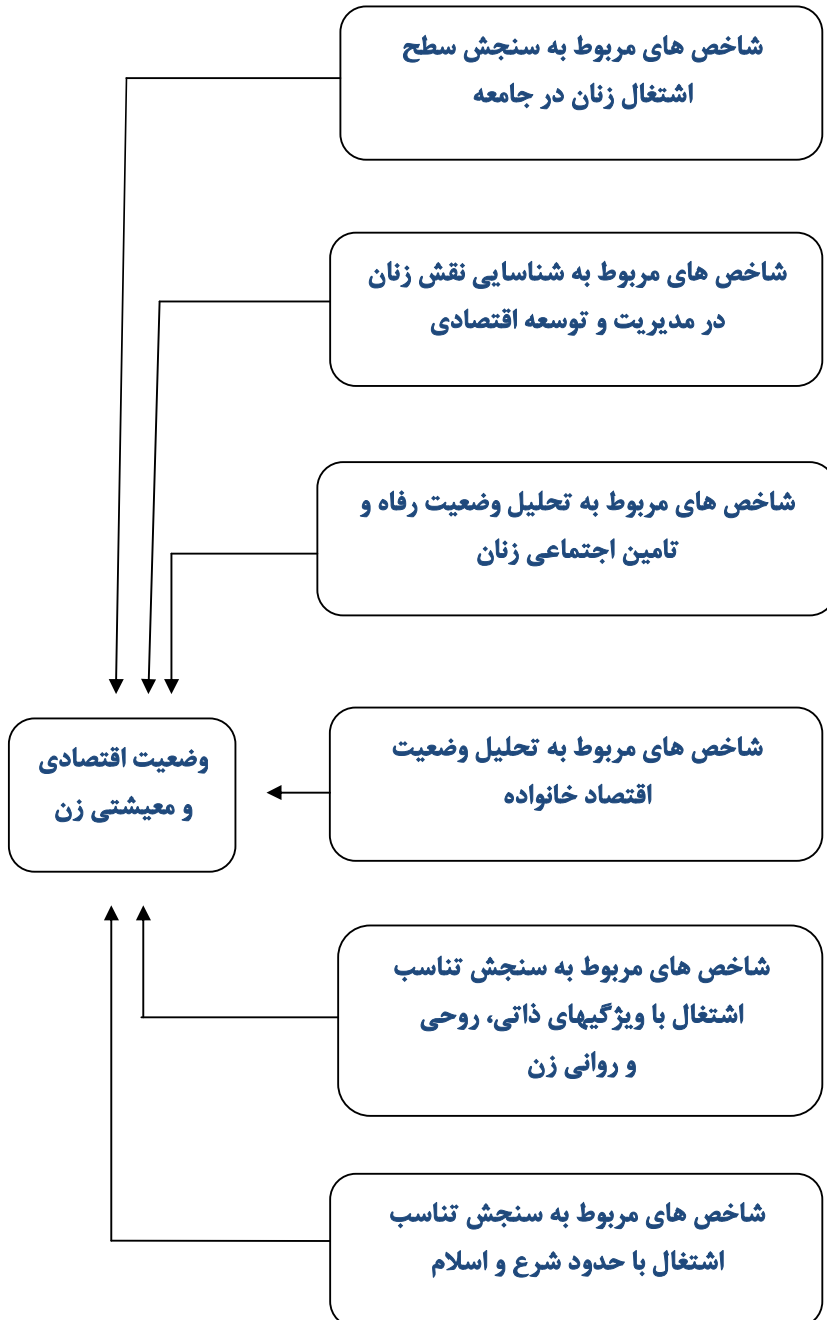 شاخص های مربوط به سنجش سطح
اشتغال زنان در جامعه
شاخص های مربوط به شناسایی نقش زنان
در مدیریت و توسعه اقتصادی
شاخص های مربوط به تحلیل وضعیت رفاه و
تامین اجتماعی زنان
شاخص های مربوط به تحلیل وضعیت
اقتصاد خانواده
وضعیت اقتصادی
و معیشتی زن
شاخص های مربوط به سنجش تناسب
اشتغال با ویژگیهای ذاتی، روحی
و روانی زن
شاخص های مربوط به سنجش تناسب
اشتغال با حدود شرع و اسلام